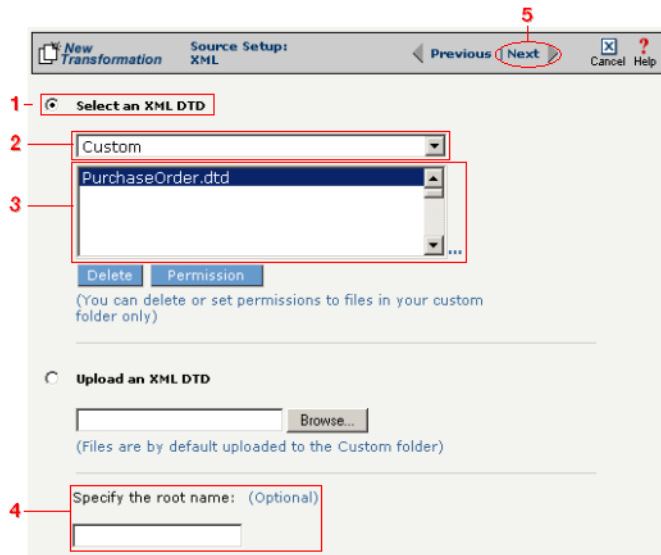 5
New Transformation
Source Setup: XML
Previous
Next
Cancel
?
Help
1
Select an XML DTD
2
Custom
3
PurchaseOrder.dtd
...
Delete
Permission
(You can delete or set permissions to files in your custom
folder only)
Upload an XML DTD
Browse...
(Files are by default uploaded to the Custom folder)
4
Specify the root name: (Optional)